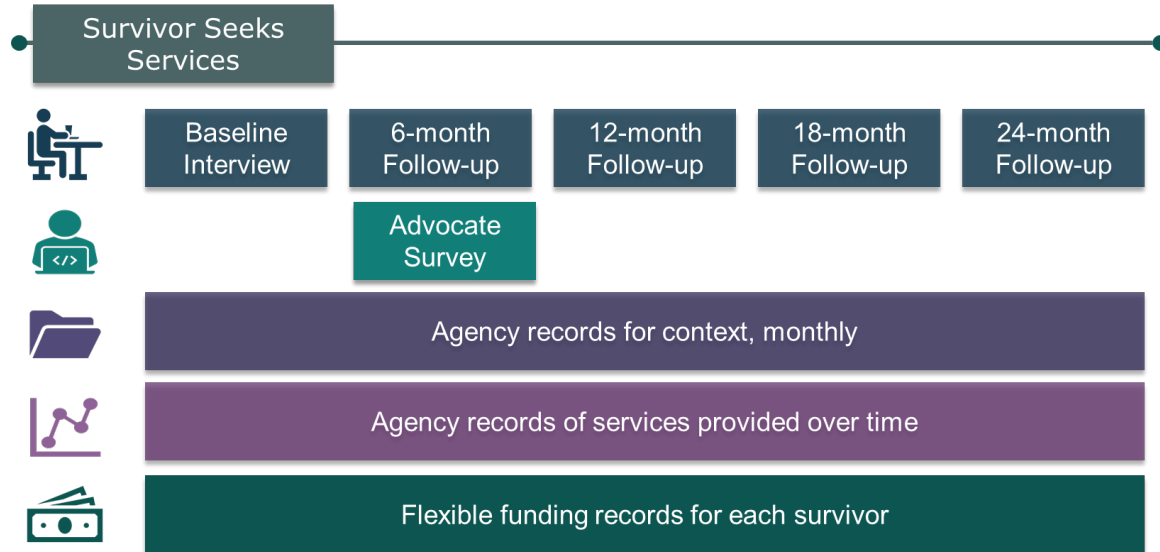 Survivor Seeks
Services
Baseline
Interview
6-month
Follow-up
12-month
Follow-up
18-month
Follow-up
24-month
Follow-up
</>
Advocate
Survey
Agency records for context, monthly
Agency records of services provided over time
Flexible funding records for each survivor